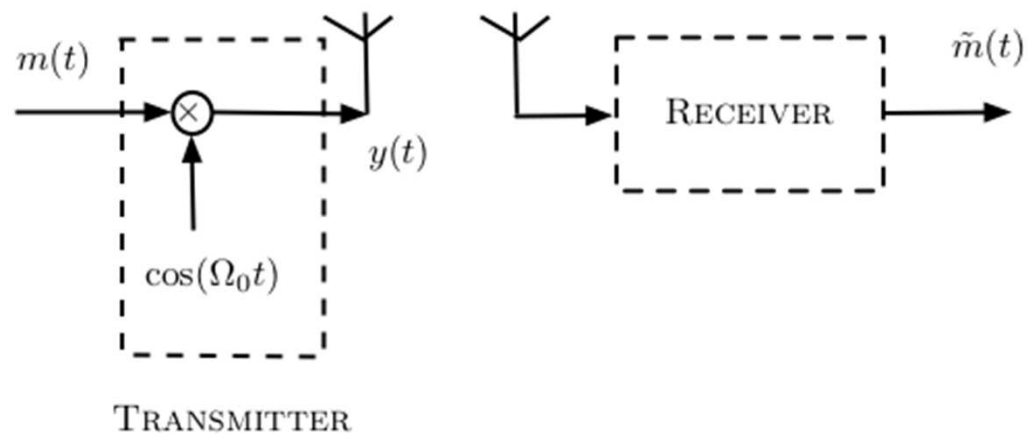 m(t)
×
y(t)
cos(Ω₀t)
TRANSMITTER
RECEIVER
m̃(t)